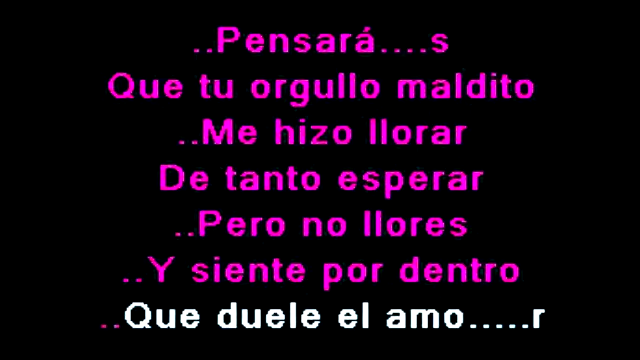 ..Pensará....s
Que tu orgullo maldito
..Me hizo llorar
De tanto esperar
..Pero no llores
..Y siente por dentro
..Que duele el amo.....r